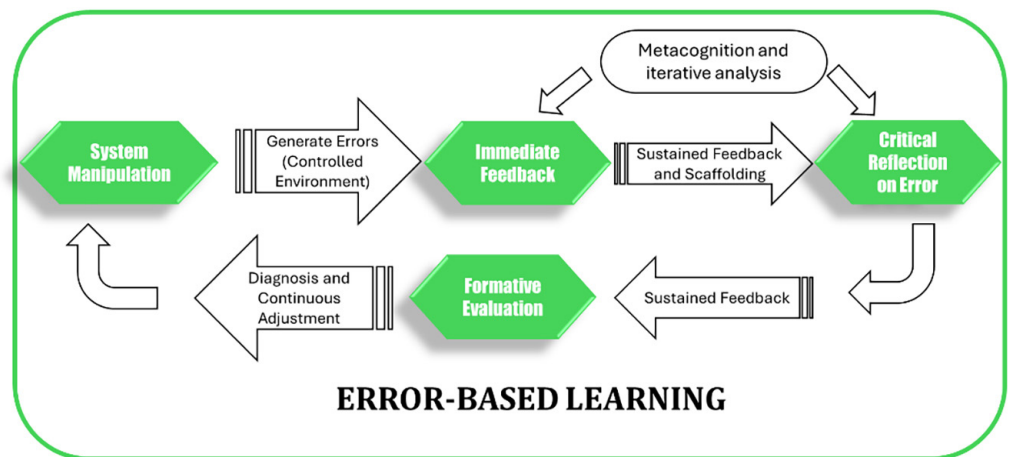 Metacognition and
iterative analysis
System
Manipulation
Generate Errors
(Controlled
Environment)
Immediate
Feedback
Sustained Feedback
and Scaffolding
Critical
Reflection
on Error
Diagnosis and
Continuous
Adjustment
Formative
Evaluation
Sustained Feedback
ERROR-BASED LEARNING